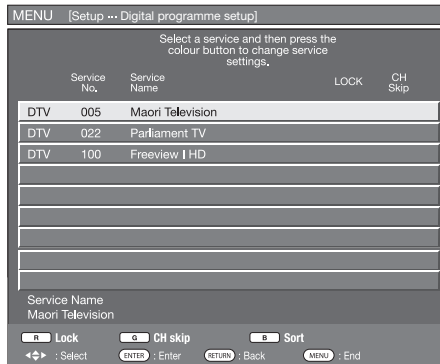 MENU [Setup ··· Digital programme setup]
Select a service and then press the
colour button to change service
settings.
Service No. Service Name LOCK CH Skip
DTV 005 Maori Television
DTV 022 Parliament TV
DTV 100 Freeview | HD
Service Name
Maori Television
R Lock G CH skip B Sort
: Select ENTER : Enter RETURN : Back MENU : End